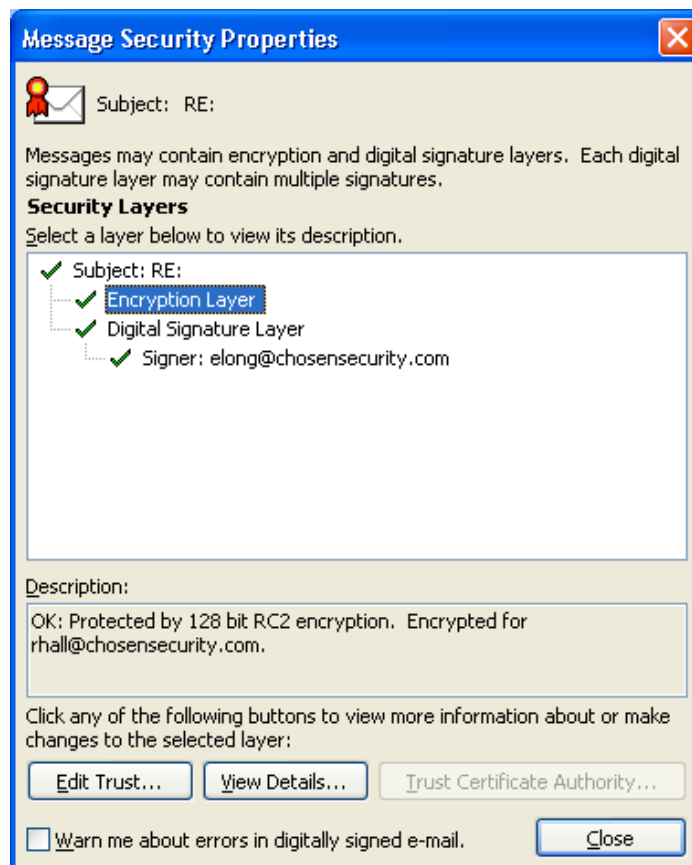 Message Security Properties
Subject: RE:
Messages may contain encryption and digital signature layers. Each digital
signature layer may contain multiple signatures.
Security Layers
Select a layer below to view its description.
Subject: RE:
Encryption Layer
Digital Signature Layer
Signer: elong@chosensecurity.com
Description:
OK: Protected by 128 bit RC2 encryption. Encrypted for
rhall@chosensecurity.com.
Click any of the following buttons to view more information about or make
changes to the selected layer:
Edit Trust... View Details... Trust Certificate Authority...
Warn me about errors in digitally signed e-mail. Close